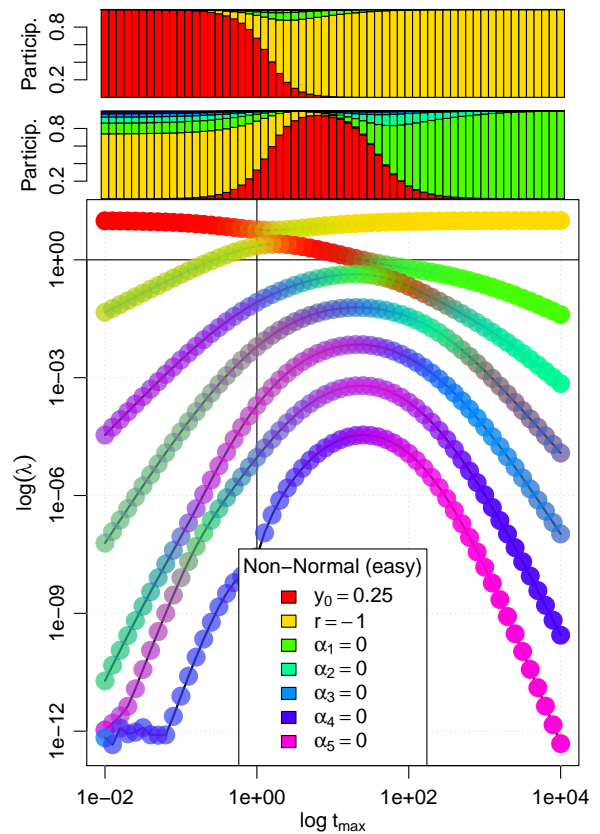 Particip.
0.8
0.2
Particip.
0.8
0.2
log(λ)
1e+00
1e−03
1e−06
1e−09
1e−12
Non−Normal (easy)
y₀ = 0.25
r = −1
α₁ = 0
α₂ = 0
α₃ = 0
α₄ = 0
α₅ = 0
1e−02 1e+00 1e+02 1e+04
log tₘₐₓ